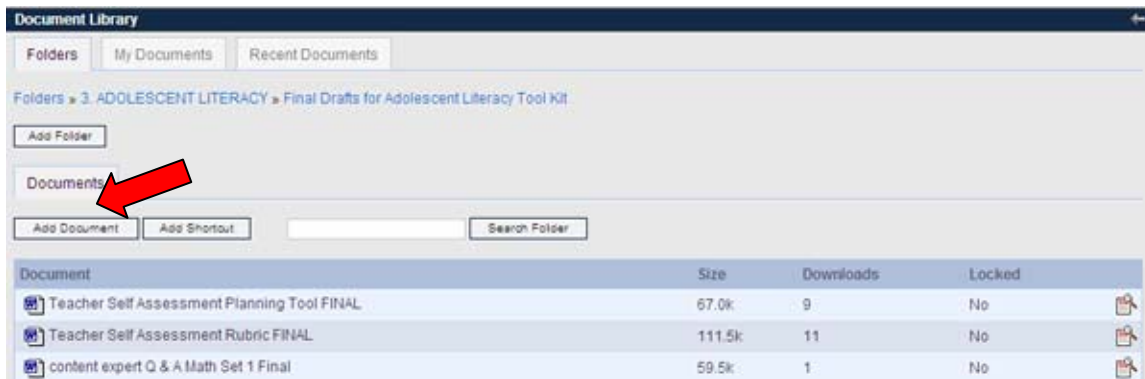 Document Library
Folders My Documents Recent Documents
Folders » 3. ADOLESCENT LITERACY » Final Drafts for Adolescent Literacy Tool Kit
Add Folder
Documents
Add Document Add Shortcut Search Folder
Document Size Downloads Locked
Teacher Self Assessment Planning Tool FINAL 67.0k 9 No
Teacher Self Assessment Rubric FINAL 111.5k 11 No
content expert Q & A Math Set 1 Final 59.5k 1 No